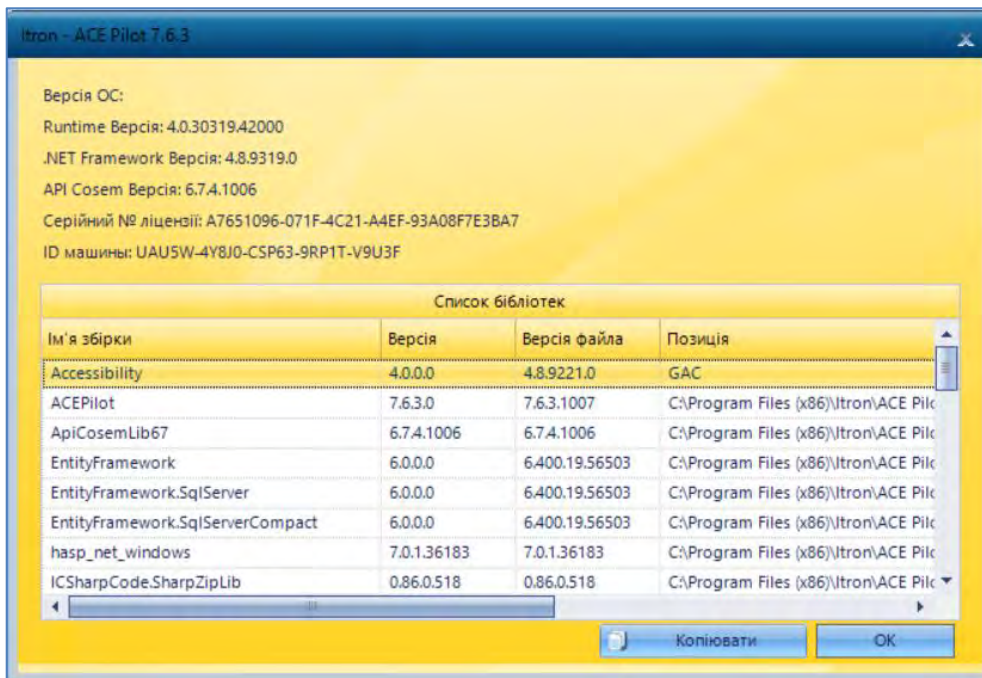 Itron - ACE Pilot 7.6.3
Версія ОС:
Runtime Версія: 4.0.30319.42000
.NET Framework Версія: 4.8.9319.0
API Cosem Версія: 6.7.4.1006
Серійний № ліцензії: A7651096-071F-4C21-A4EF-93A08F7E3BA7
ID машины: UAU5W-4Y8J0-CSP63-9RP1T-V9U3F
Список бібліотек
Ім'я збірки Версія Версія файла Позиція
Accessibility 4.0.0.0 4.8.9221.0 GAC
ACEPilot 7.6.3.0 7.6.3.1007 C:\Program Files (x86)\Itron\ACE Pilo
ApiCosemLib67 6.7.4.1006 6.7.4.1006 C:\Program Files (x86)\Itron\ACE Pilo
EntityFramework 6.0.0.0 6.400.19.56503 C:\Program Files (x86)\Itron\ACE Pilo
EntityFramework.SqlServer 6.0.0.0 6.400.19.56503 C:\Program Files (x86)\Itron\ACE Pilo
EntityFramework.SqlServerCompact 6.0.0.0 6.400.19.56503 C:\Program Files (x86)\Itron\ACE Pilo
hasp_net_windows 7.0.1.36183 7.0.1.36183 C:\Program Files (x86)\Itron\ACE Pilo
ICSharpCode.SharpZipLib 0.86.0.518 0.86.0.518 C:\Program Files (x86)\Itron\ACE Pilo
Копіювати OK